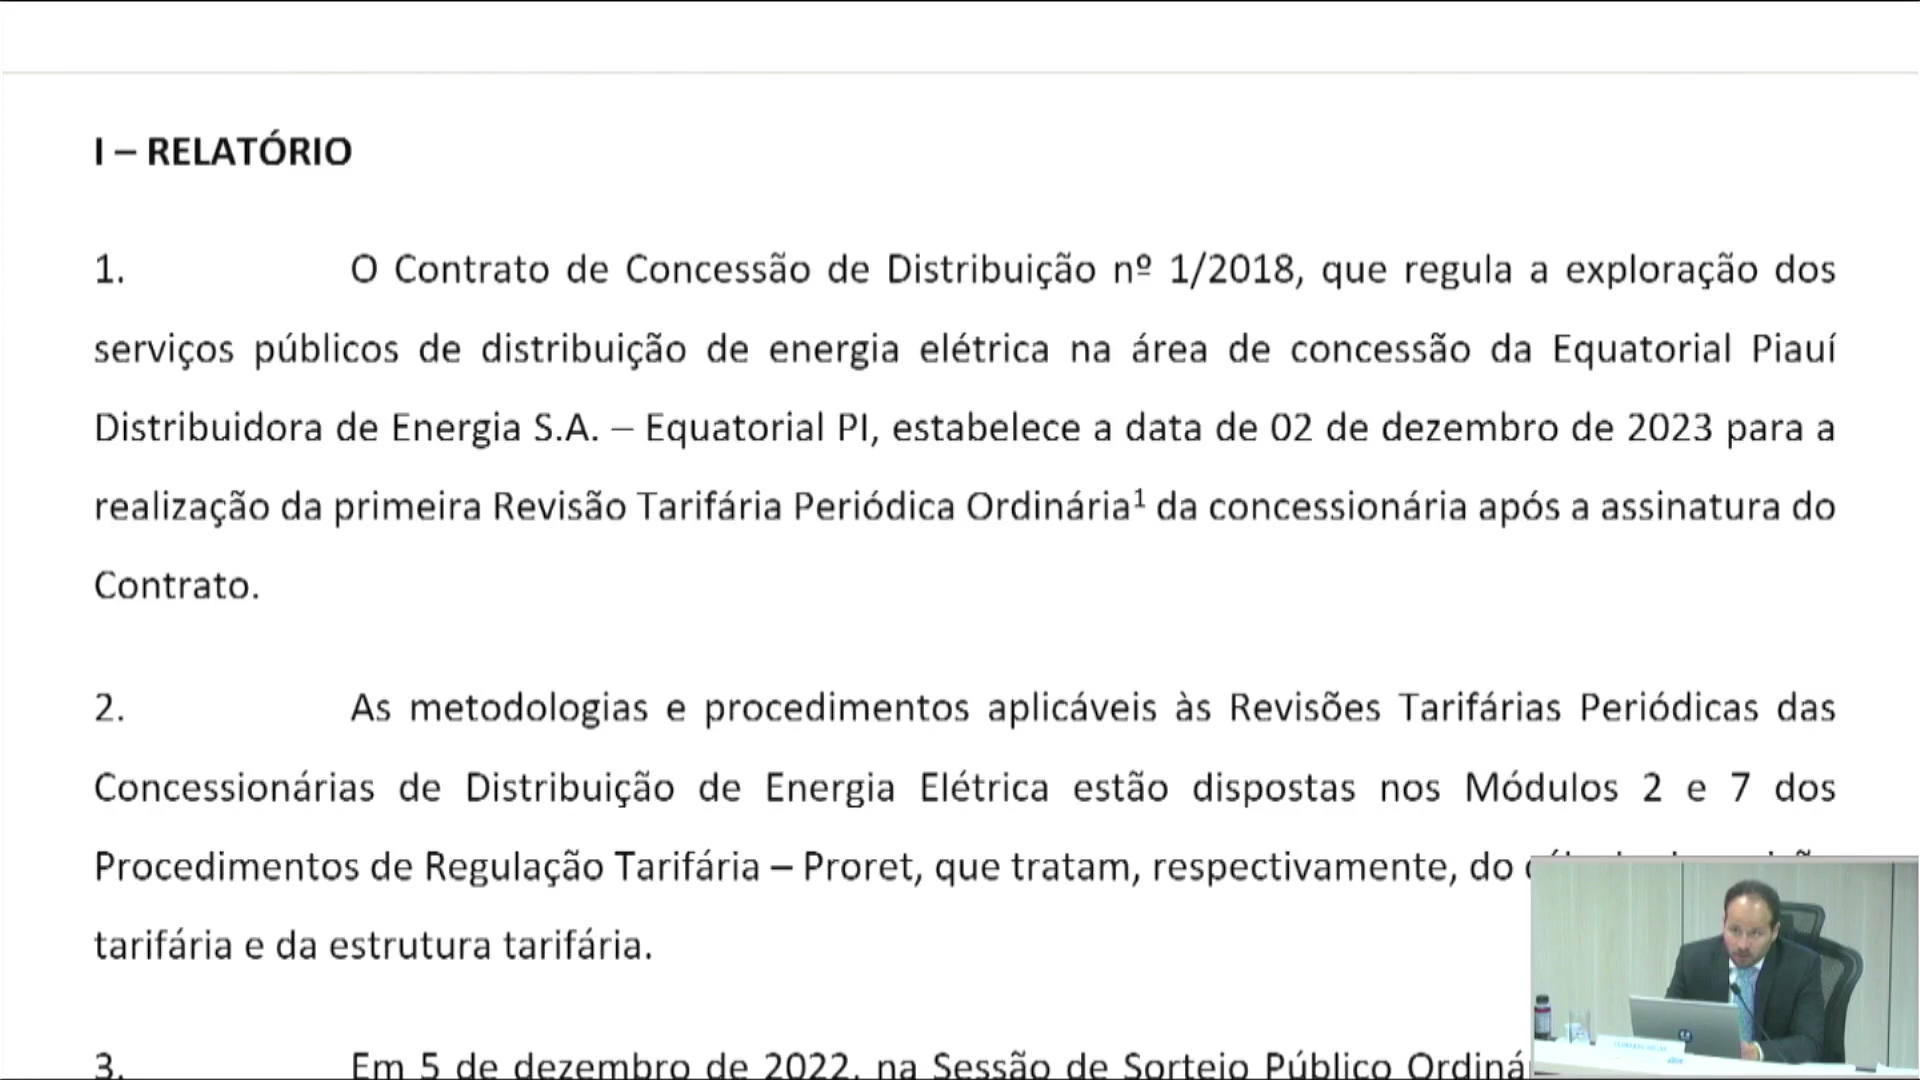 I – RELATÓRIO
1. O Contrato de Concessão de Distribuição nº 1/2018, que regula a exploração dos
serviços públicos de distribuição de energia elétrica na área de concessão da Equatorial Piauí
Distribuidora de Energia S.A. – Equatorial PI, estabelece a data de 02 de dezembro de 2023 para a
realização da primeira Revisão Tarifária Periódica Ordinária¹ da concessionária após a assinatura do
Contrato.
2. As metodologias e procedimentos aplicáveis às Revisões Tarifárias Periódicas das
Concessionárias de Distribuição de Energia Elétrica estão dispostas nos Módulos 2 e 7 dos
Procedimentos de Regulação Tarifária – Proret, que tratam, respectivamente, do
tarifária e da estrutura tarifária.
3. Em 5 de dezembro de 2022, na Sessão de Sorteio Público